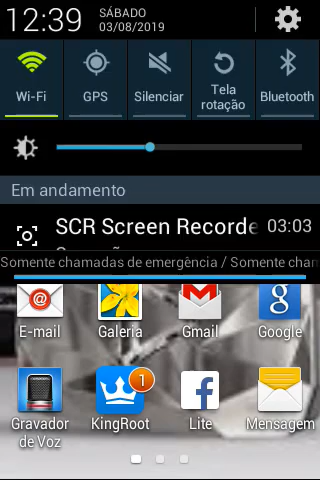 12:39
SÁBADO
03/08/2019
Wi-Fi
GPS
Silenciar
Tela
rotação
Bluetooth
Em andamento
SCR Screen Recorde
03:03
Somente chamadas de emergência / Somente cham
E-mail
Galeria
Gmail
Google
1
Gravador
de Voz
KingRoot
Lite
Mensagem